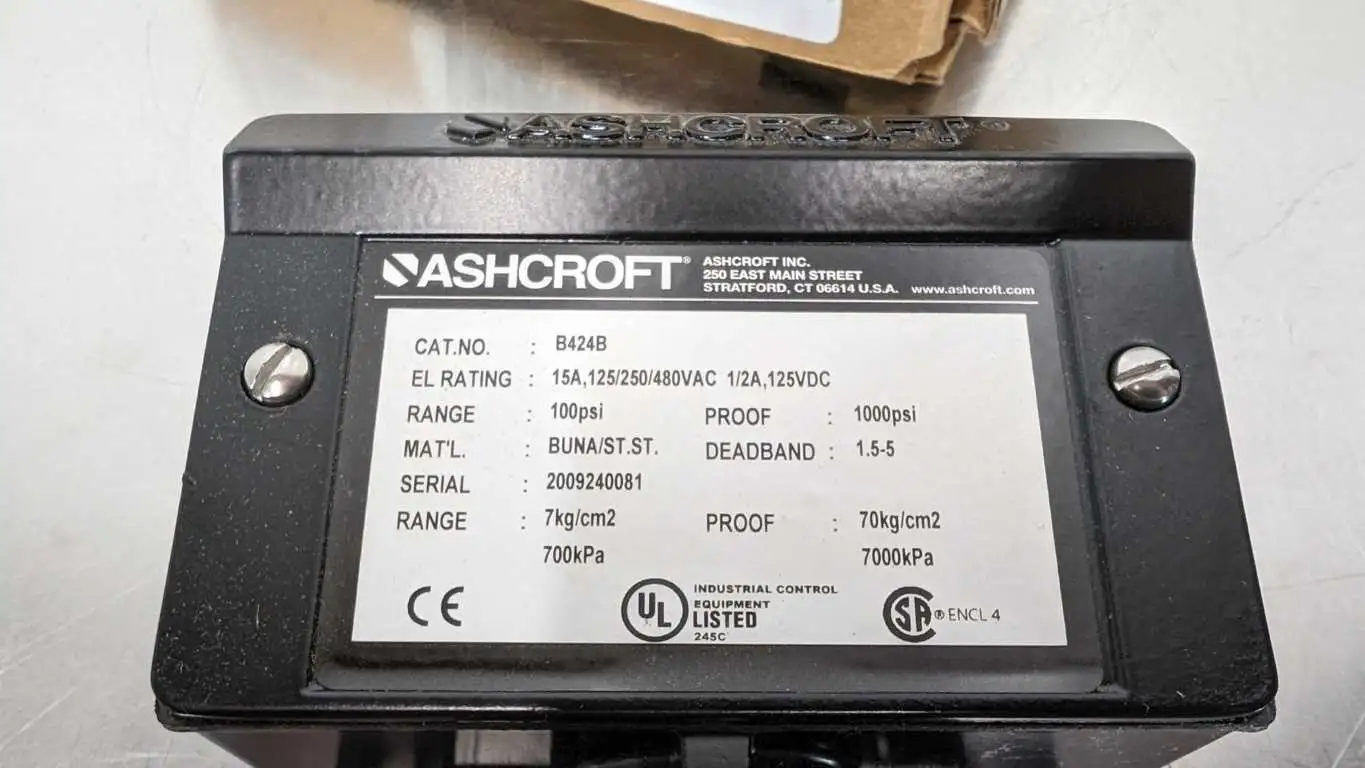 ASHCROFT®
ASHCROFT® ASHCROFT INC.
250 EAST MAIN STREET
STRATFORD, CT 06614 U.S.A. www.ashcroft.com
CAT.NO. : B424B
EL RATING : 15A,125/250/480VAC 1/2A,125VDC
RANGE : 100psi PROOF : 1000psi
MAT'L. : BUNA/ST.ST. DEADBAND : 1.5-5
SERIAL : 2009240081
RANGE : 7kg/cm2 PROOF : 70kg/cm2
700kPa 7000kPa
CE UL® INDUSTRIAL CONTROL
EQUIPMENT
LISTED
245C
SA® ENCL 4